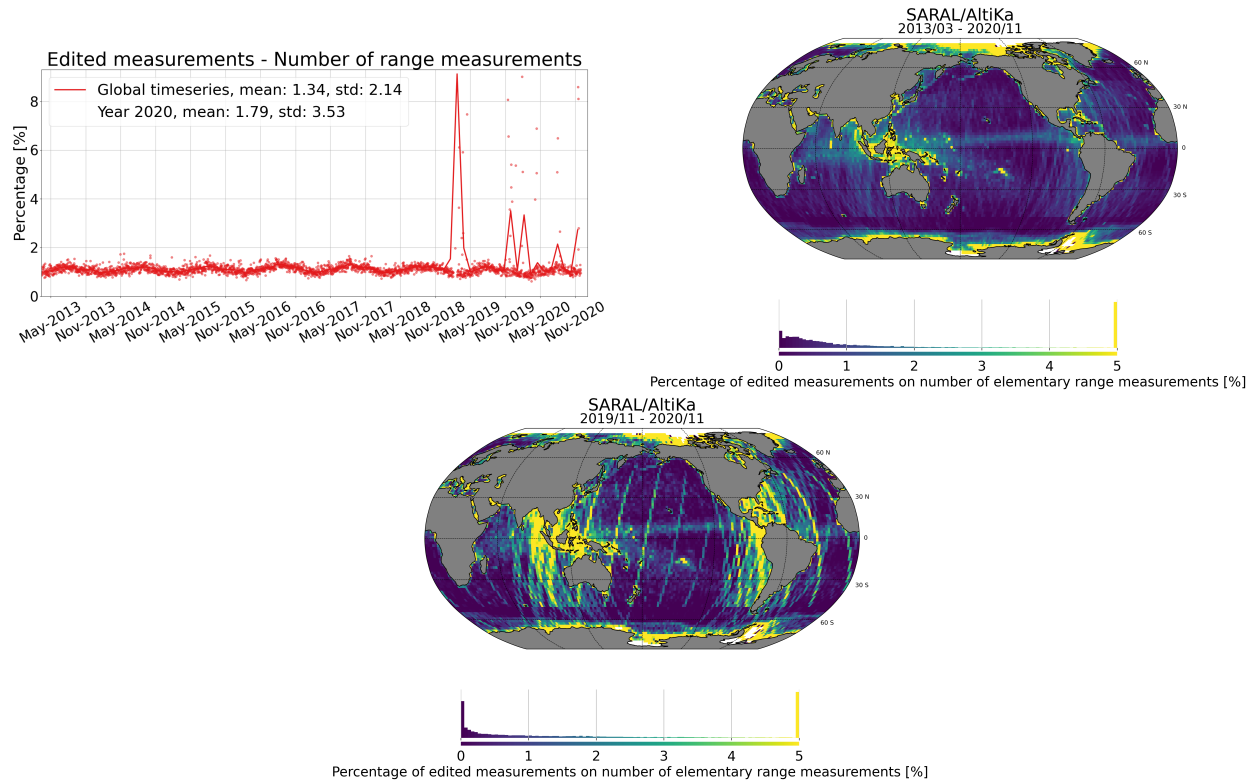 Edited measurements - Number of range measurements
Global timeseries, mean: 1.34, std: 2.14
Year 2020, mean: 1.79, std: 3.53
Percentage [%]
8
6
4
2
0
May-2013
Nov-2013
May-2014
Nov-2014
May-2015
Nov-2015
May-2016
Nov-2016
May-2017
Nov-2017
May-2018
Nov-2018
May-2019
Nov-2019
May-2020
Nov-2020
SARAL/AltiKa
2013/03 - 2020/11
60 N
30 N
0
30 S
60 S
0 1 2 3 4 5
Percentage of edited measurements on number of elementary range measurements [%]
SARAL/AltiKa
2019/11 - 2020/11
60 N
30 N
0
30 S
60 S
0 1 2 3 4 5
Percentage of edited measurements on number of elementary range measurements [%]